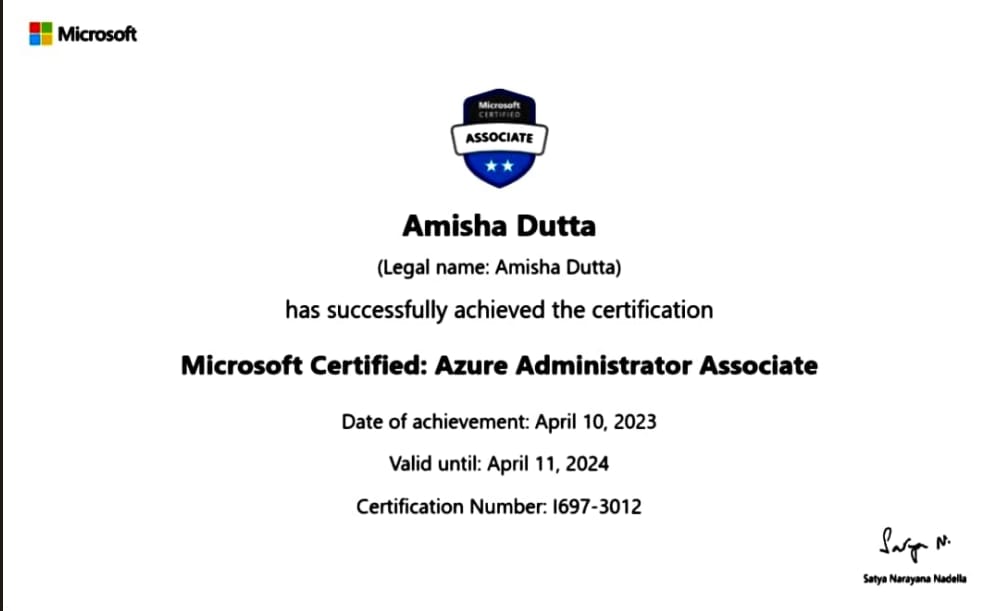 Microsoft
Microsoft
CERTIFIED
ASSOCIATE
Amisha Dutta
(Legal name: Amisha Dutta)
has successfully achieved the certification
Microsoft Certified: Azure Administrator Associate
Date of achievement: April 10, 2023
Valid until: April 11, 2024
Certification Number: I697-3012
Satya N.
Satya Narayana Nadella